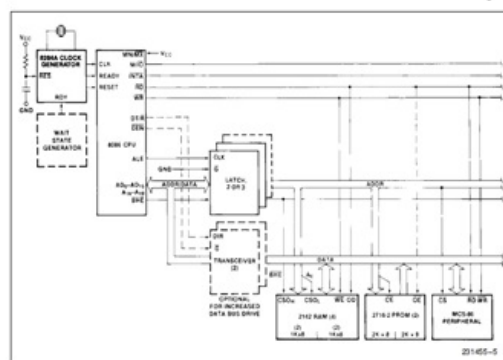 VCC
8284A CLOCK
GENERATOR
RES
RDY
GND
WAIT
STATE
GENERATOR
CLK
READY
RESET
8086 CPU
MN/MX
VCC
M/IO
INTA
RD
WR
DT/R
DEN
ALE
AD0-AD15
A16-A19
BHE
GND
ADDR/DATA
CLK
G
LATCH,
2 OR 3
ADDR
DIR
G
TRANSCEIVER
(2)
OPTIONAL
FOR INCREASED
DATA BUS DRIVE
DATA
BHE
A0
CS0H
CS0L
WE OD
2142 RAM (4)
(2)
(2)
1K x 8
1K x 8
CE
OE
2716-2 PROM (2)
(2)
2K x 8
2K x 8
CS
RD WR
MCS-80
PERIPHERAL
231455-5